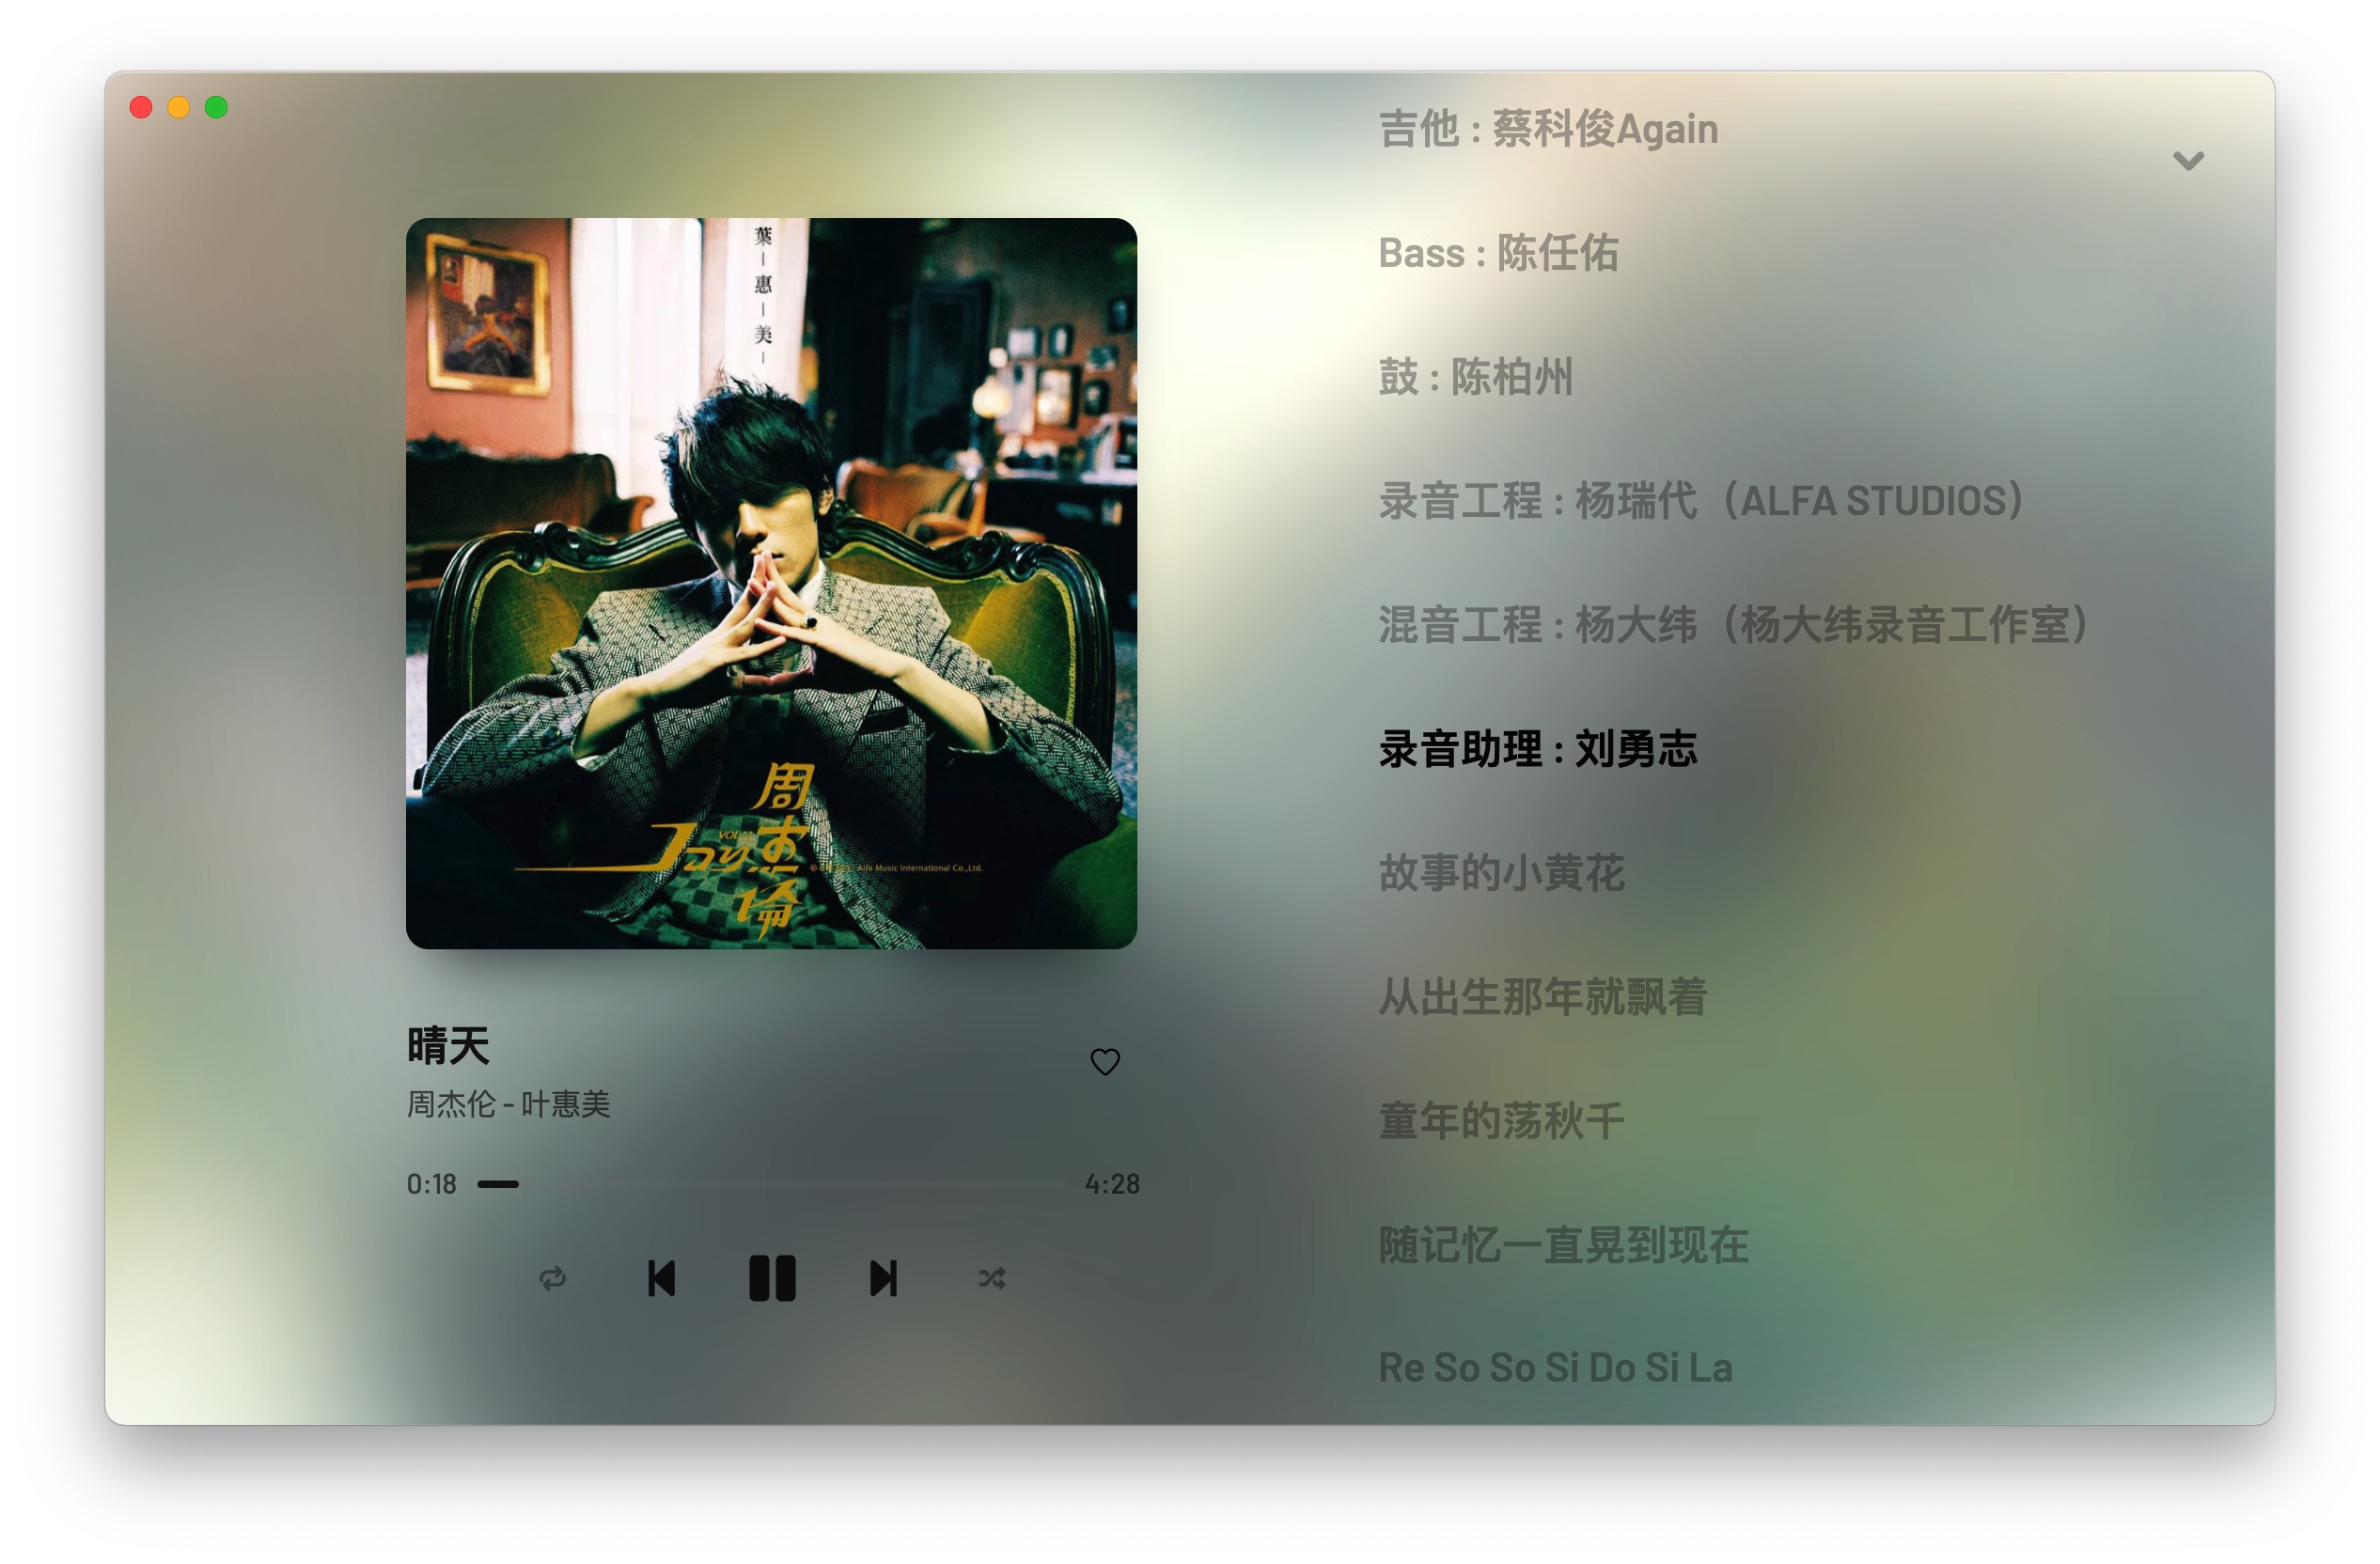 葉 – 惠 – 美 –
周杰倫
Jay
Alfa Music International Co.,Ltd.
晴天
周杰伦 - 叶惠美
0:18
4:28
吉他 : 蔡科俊Again
Bass : 陈任佑
鼓 : 陈柏州
录音工程 : 杨瑞代（ALFA STUDIOS）
混音工程 : 杨大纬（杨大纬录音工作室）
录音助理 : 刘勇志
故事的小黄花
从出生那年就飘着
童年的荡秋千
随记忆一直晃到现在
Re So So Si Do Si La